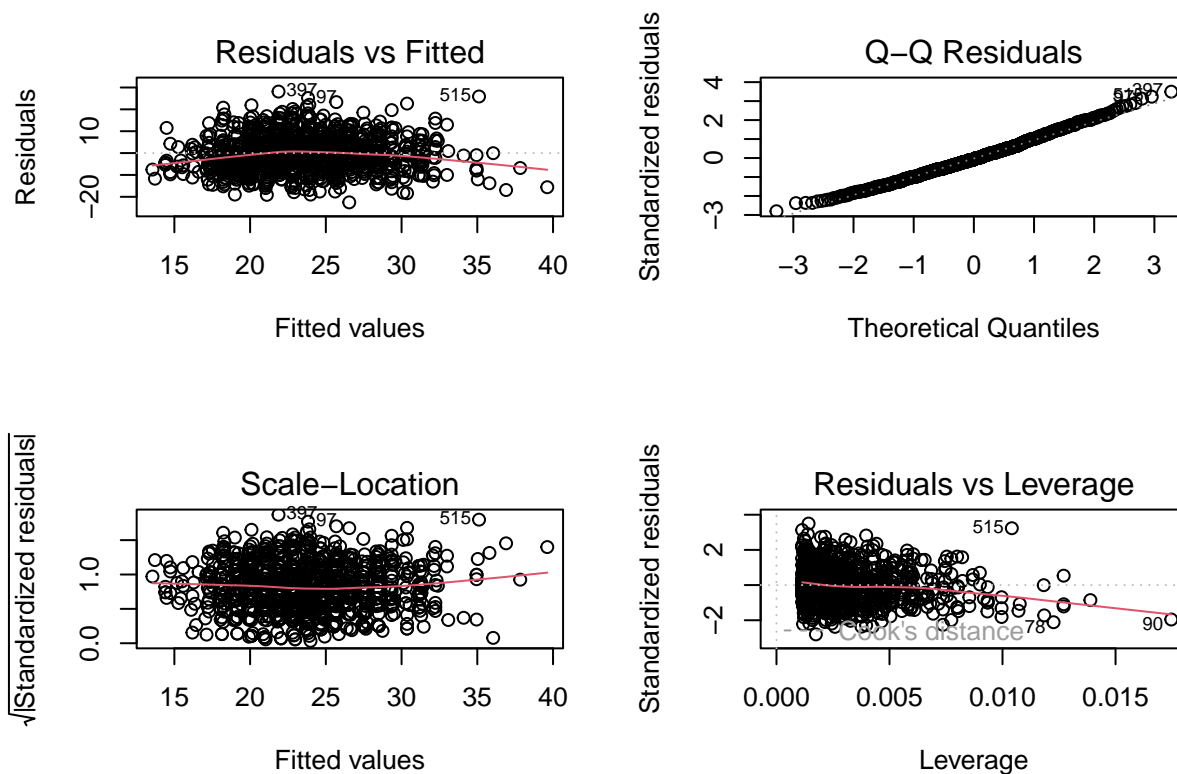 Residuals vs Fitted
Residuals
10
−20
397
97
515
15 20 25 30 35 40
Fitted values
Q−Q Residuals
Standardized residuals
4
2
0
−3
397
−3 −2 −1 0 1 2 3
Theoretical Quantiles
Scale−Location
√|Standardized residuals|
1.0
0.0
397
97
515
15 20 25 30 35 40
Fitted values
Residuals vs Leverage
Standardized residuals
2
0
−2
515
Cook's distance
78
90
0.000 0.005 0.010 0.015
Leverage